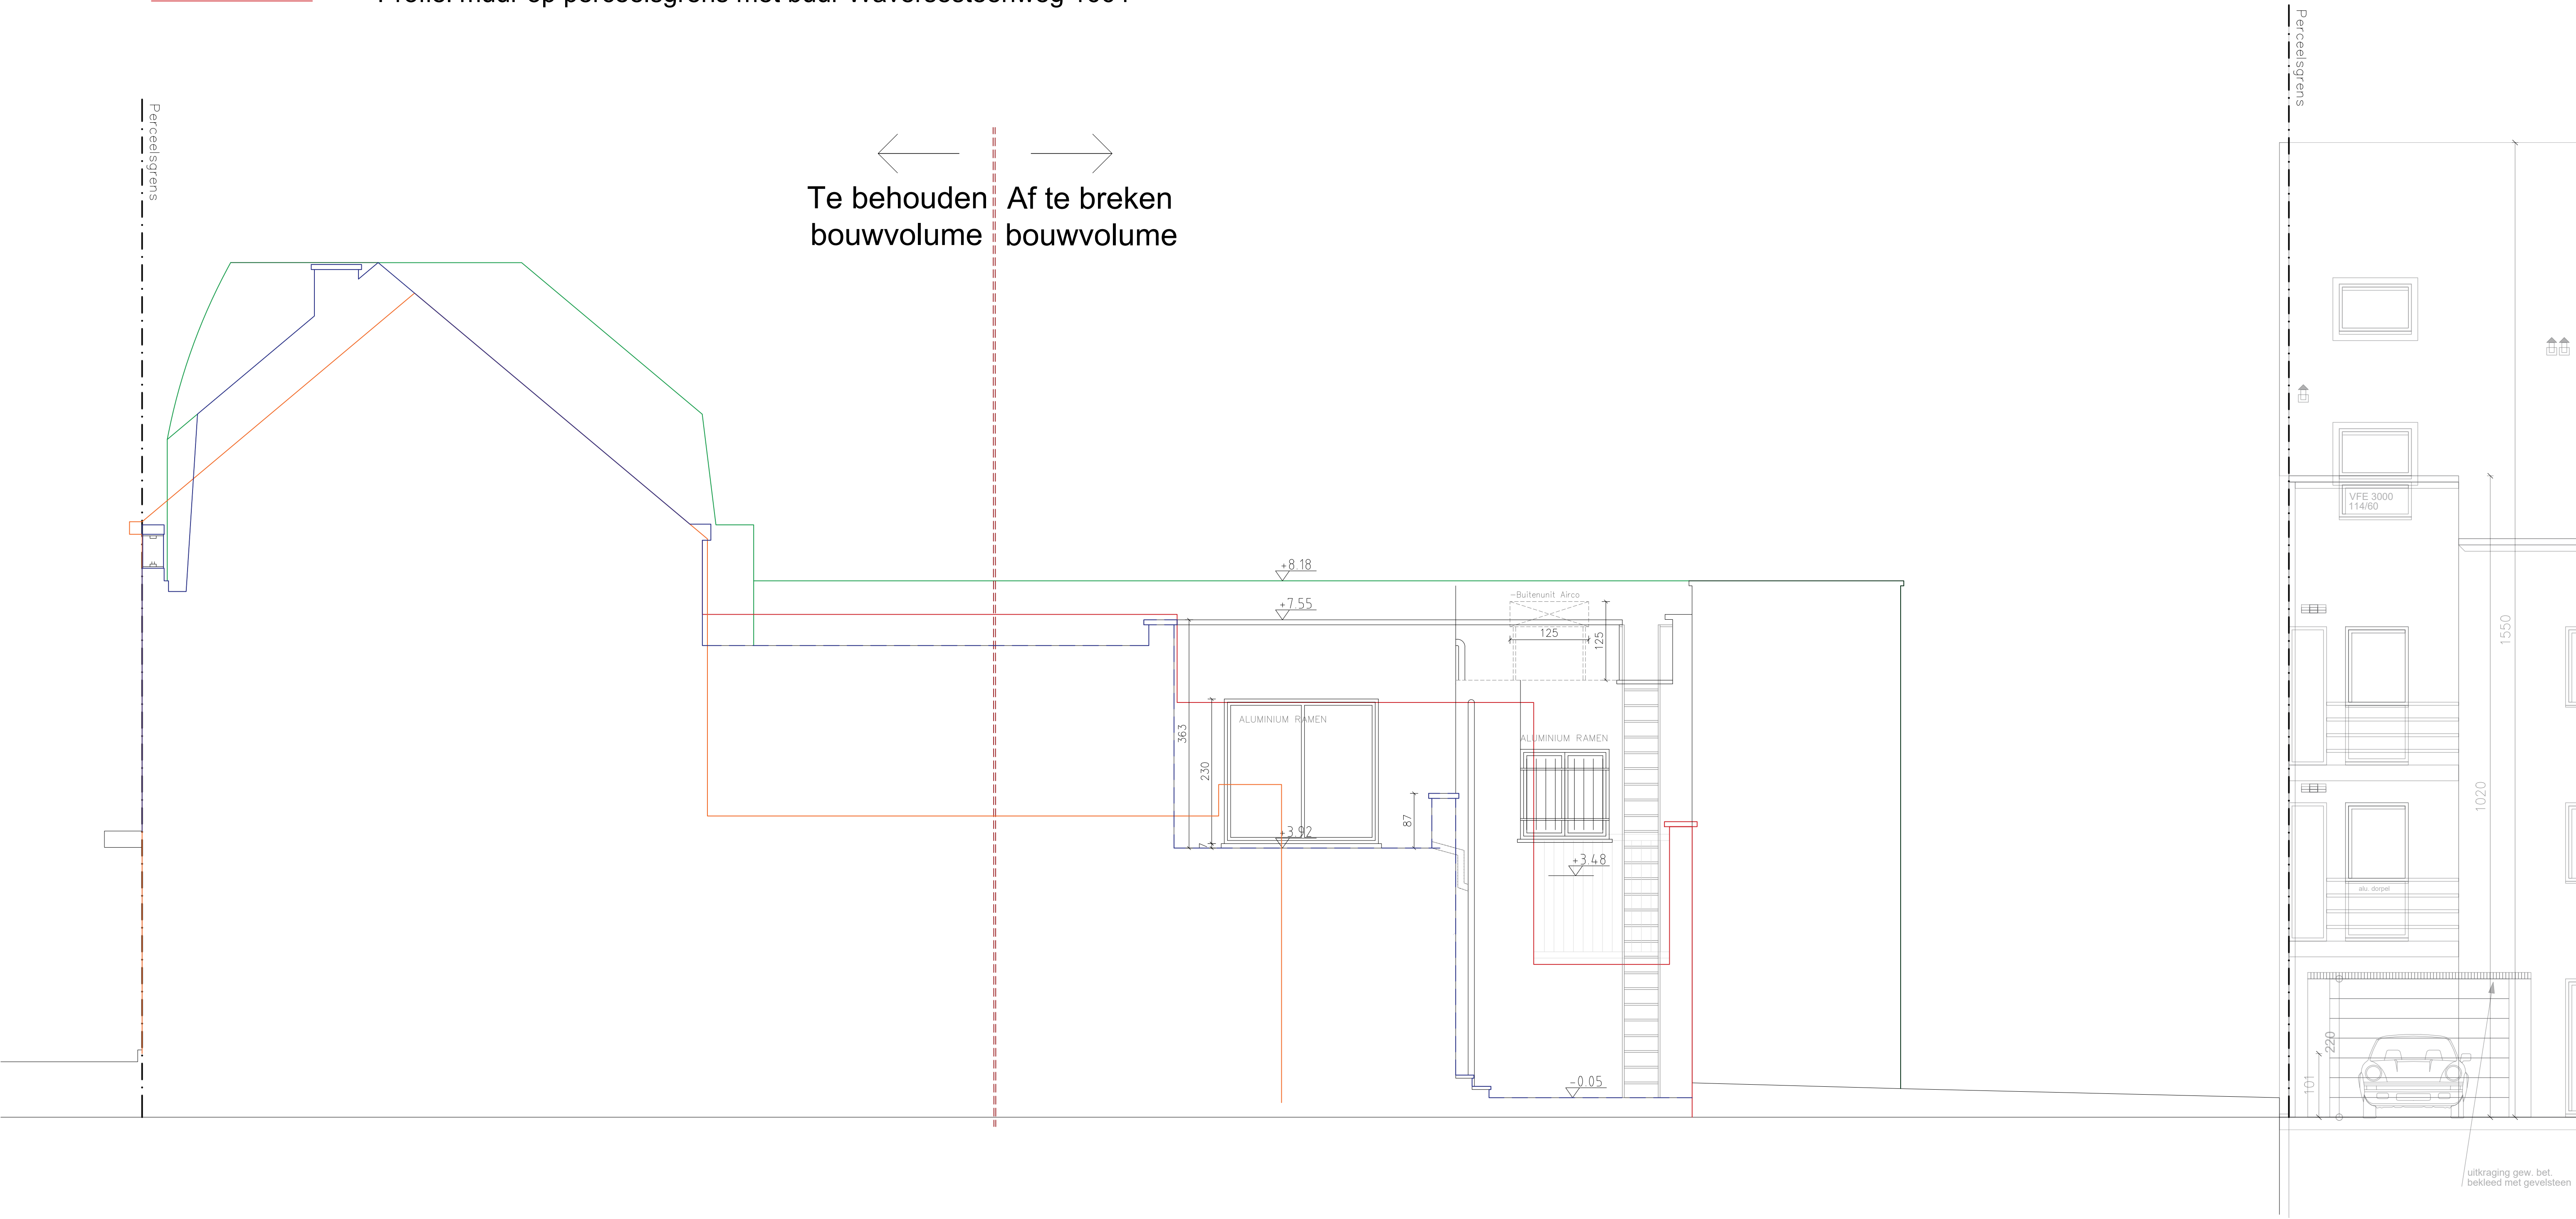 Perceelsgrens
Perceelsgrens
Te behouden
bouwvolume
Af te breken
bouwvolume
+8.18
+7.55
-Buitenunit Airco
125
125
363
230
7
ALUMINIUM RAMEN
ALUMINIUM RAMEN
+3.92
87
+3.48
-0.05
VFE 3000
114/60
1550
1020
alu. dorpel
220
101
uitkraging gew. bet.
bekleed met gevelsteen